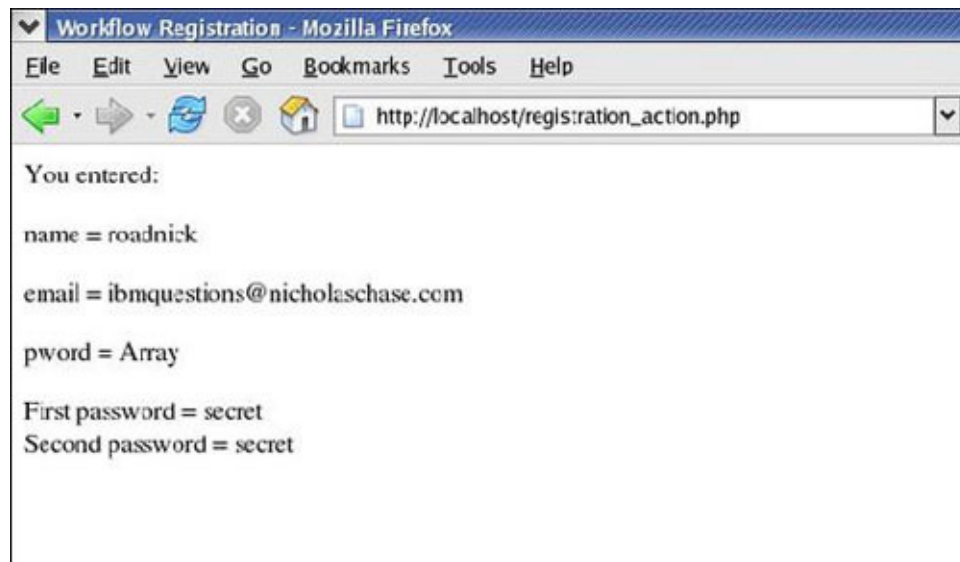 Workflow Registration - Mozilla Firefox
File Edit View Go Bookmarks Tools Help
http://localhost/registration_action.php
You entered:
name = roadnick
email = ibmquestions@nicholaschase.com
pword = Array
First password = secret
Second password = secret